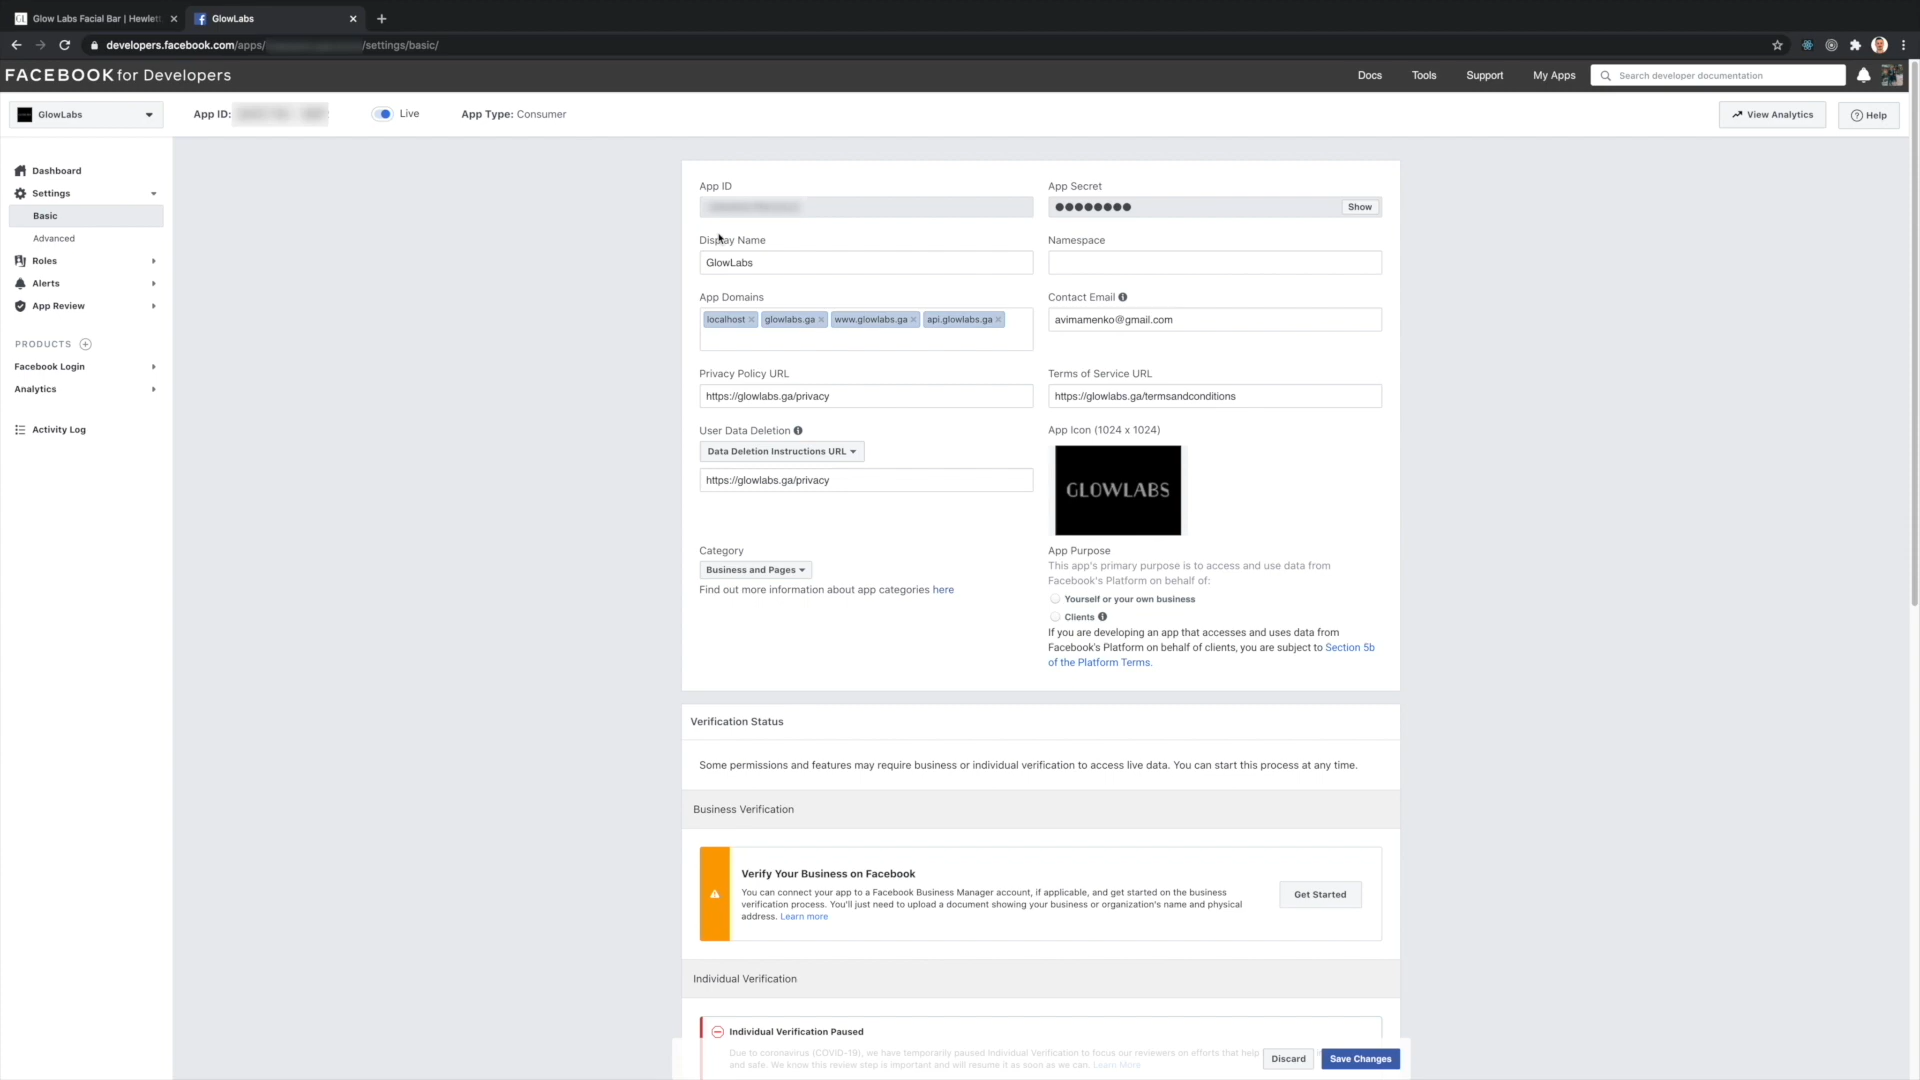 Glow Labs Facial Bar | Hewlet
GlowLabs
developers.facebook.com/apps/ /settings/basic/
FACEBOOK for Developers
Docs
Tools
Support
My Apps
Search developer documentation
GlowLabs
App ID:
Live
App Type: Consumer
View Analytics
Help
Dashboard
Settings
Basic
Advanced
Roles
Alerts
App Review
PRODUCTS
Facebook Login
Analytics
Activity Log
App ID
App Secret
●●●●●●●●
Show
Display Name
GlowLabs
Namespace
App Domains
localhost × glowlabs.ga × www.glowlabs.ga × api.glowlabs.ga ×
Contact Email
avimamenko@gmail.com
Privacy Policy URL
https://glowlabs.ga/privacy
Terms of Service URL
https://glowlabs.ga/termsandconditions
User Data Deletion
Data Deletion Instructions URL
https://glowlabs.ga/privacy
App Icon (1024 x 1024)
GLOWLABS
Category
Business and Pages
Find out more information about app categories here
App Purpose
This app's primary purpose is to access and use data from
Facebook's Platform on behalf of:
Yourself or your own business
Clients
If you are developing an app that accesses and uses data from
Facebook's Platform on behalf of clients, you are subject to Section 5b
of the Platform Terms.
Verification Status
Some permissions and features may require business or individual verification to access live data. You can start this process at any time.
Business Verification
Verify Your Business on Facebook
You can connect your app to a Facebook Business Manager account, if applicable, and get started on the business
verification process. You'll just need to upload a document showing your business or organization's name and physical
address. Learn more
Get Started
Individual Verification
Individual Verification Paused
Due to coronavirus (COVID-19), we have temporarily paused Individual Verification to focus our reviewers on efforts that help
and safe. We know this review step is important and will resume it as soon as we can. Learn More
Discard
Save Changes